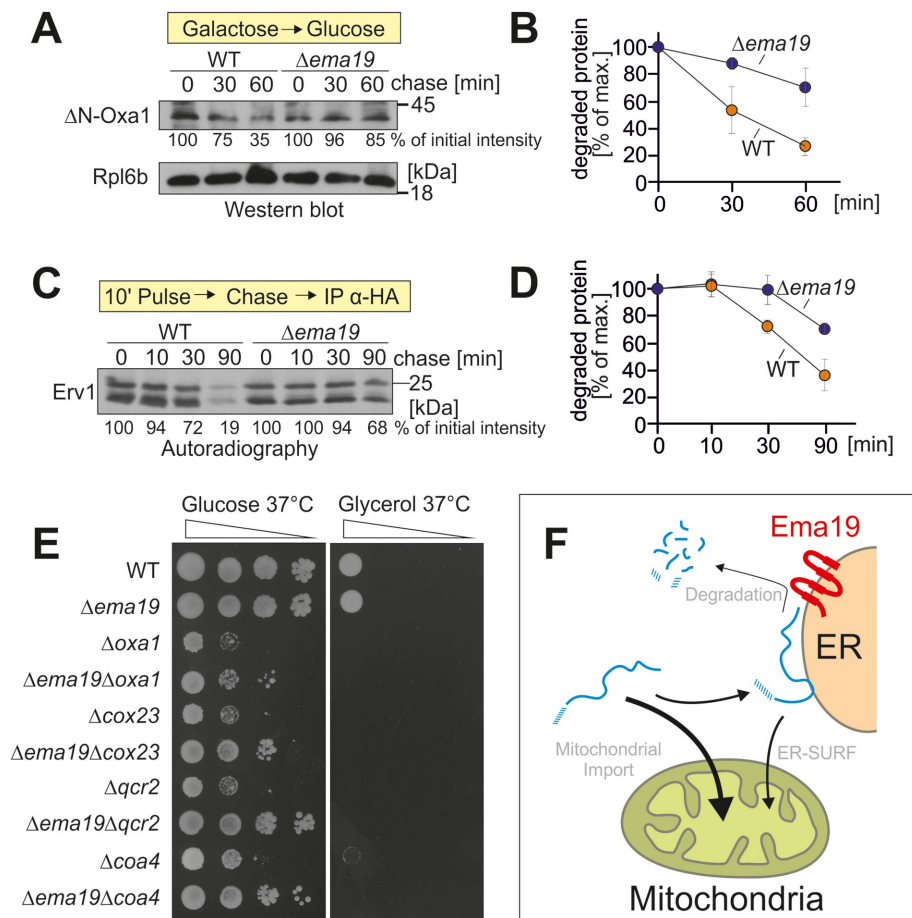 A
Galactose → Glucose
WT Δema19
0 30 60 0 30 60 chase [min]
ΔN-Oxa1
45
100 75 35 100 96 85 % of initial intensity
Rpl6b
[kDa]
18
Western blot
B
degraded protein
[% of max.]
100
80
60
40
20
0
Δema19
WT
0 30 60 [min]
C
10' Pulse → Chase → IP α-HA
WT Δema19
0 10 30 90 0 10 30 90 chase [min]
Erv1
25
[kDa]
100 94 72 19 100 100 94 68 % of initial intensity
Autoradiography
D
degraded protein
[% of max.]
100
80
60
40
20
0
Δema19
WT
0 10 30 90 [min]
E
Glucose 37°C Glycerol 37°C
WT
Δema19
Δoxa1
Δema19Δoxa1
Δcox23
Δema19Δcox23
Δqcr2
Δema19Δqcr2
Δcoa4
Δema19Δcoa4
F
Ema19
Degradation
ER
Mitochondrial
Import
ER-SURF
Mitochondria